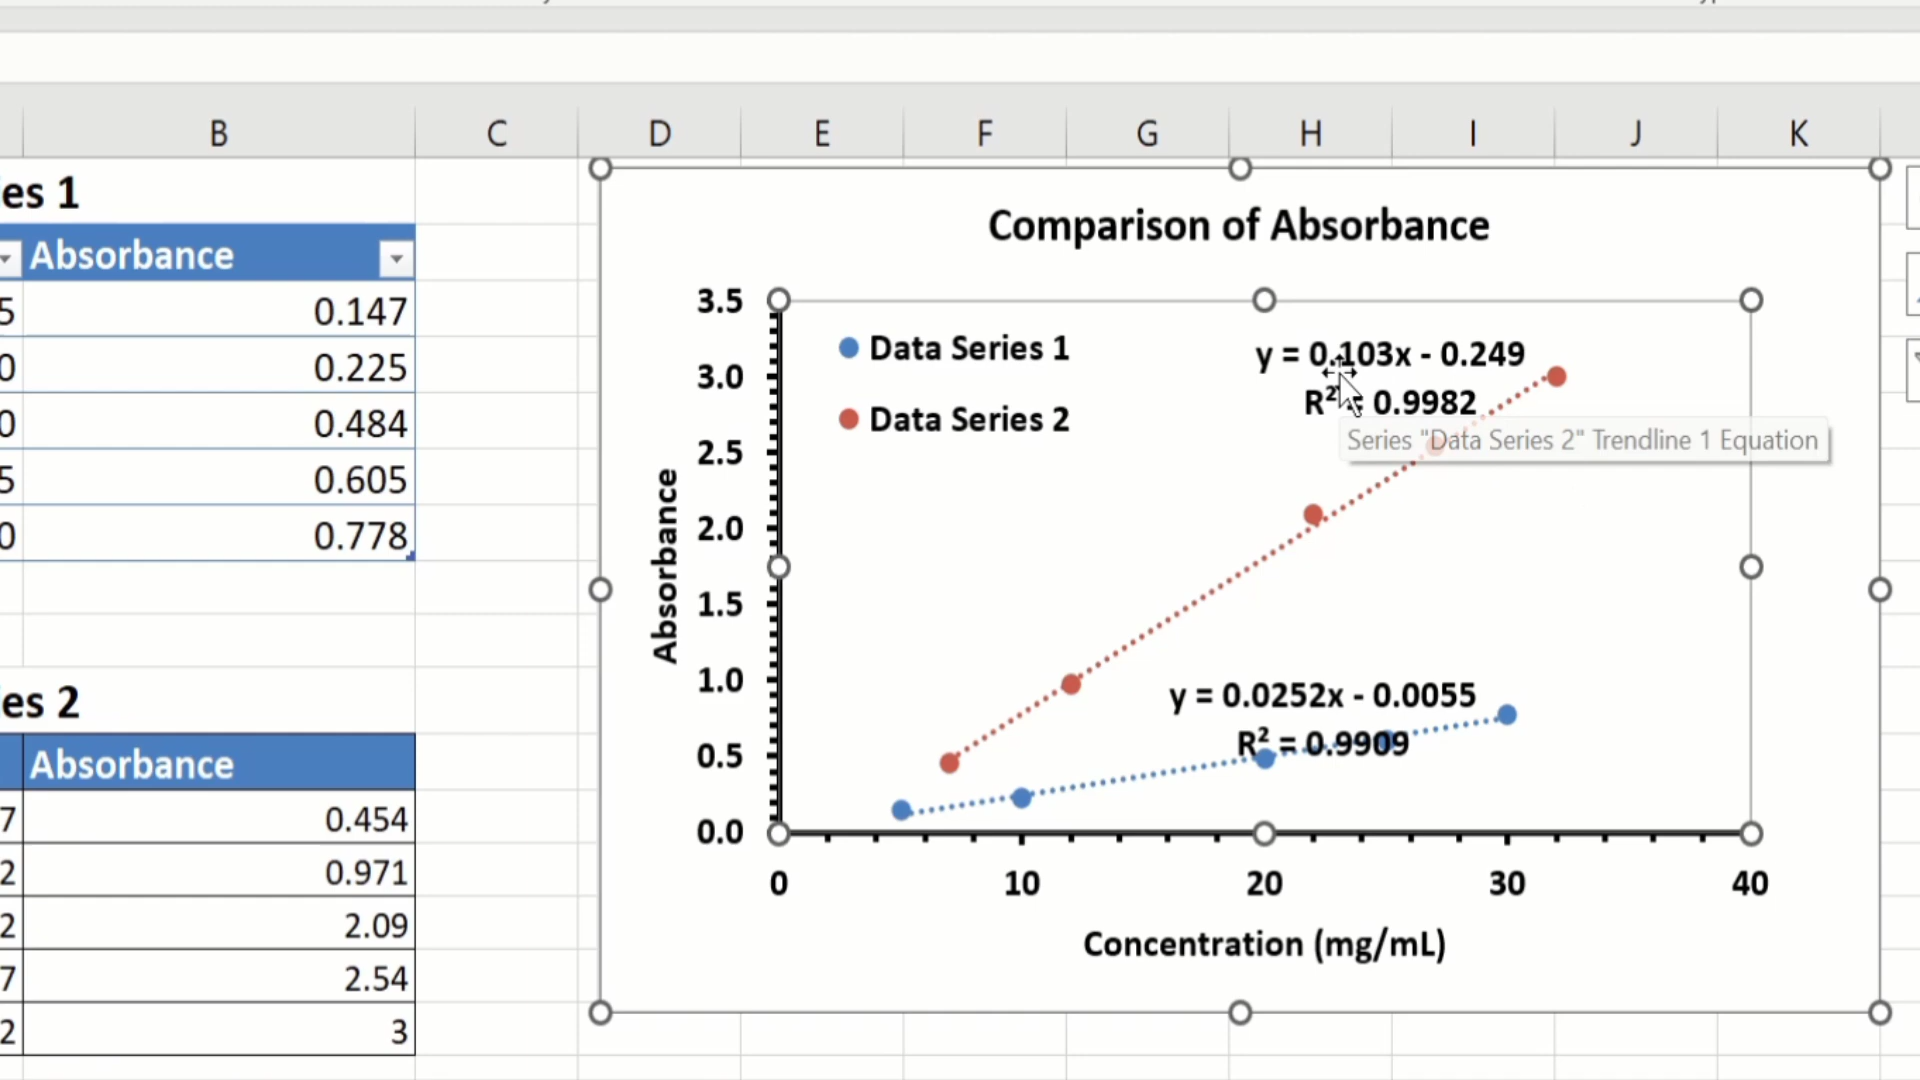 B C D E F G H I J K
es 1
Absorbance
5 0.147
0 0.225
0 0.484
5 0.605
0 0.778
es 2
Absorbance
7 0.454
2 0.971
2 2.09
7 2.54
2 3
Comparison of Absorbance
3.5
3.0
2.5
2.0
1.5
1.0
0.5
0.0
Absorbance
Data Series 1
Data Series 2
y = 0.103x - 0.249
R² = 0.9982
Series "Data Series 2" Trendline 1 Equation
y = 0.0252x - 0.0055
R² = 0.9909
0 10 20 30 40
Concentration (mg/mL)